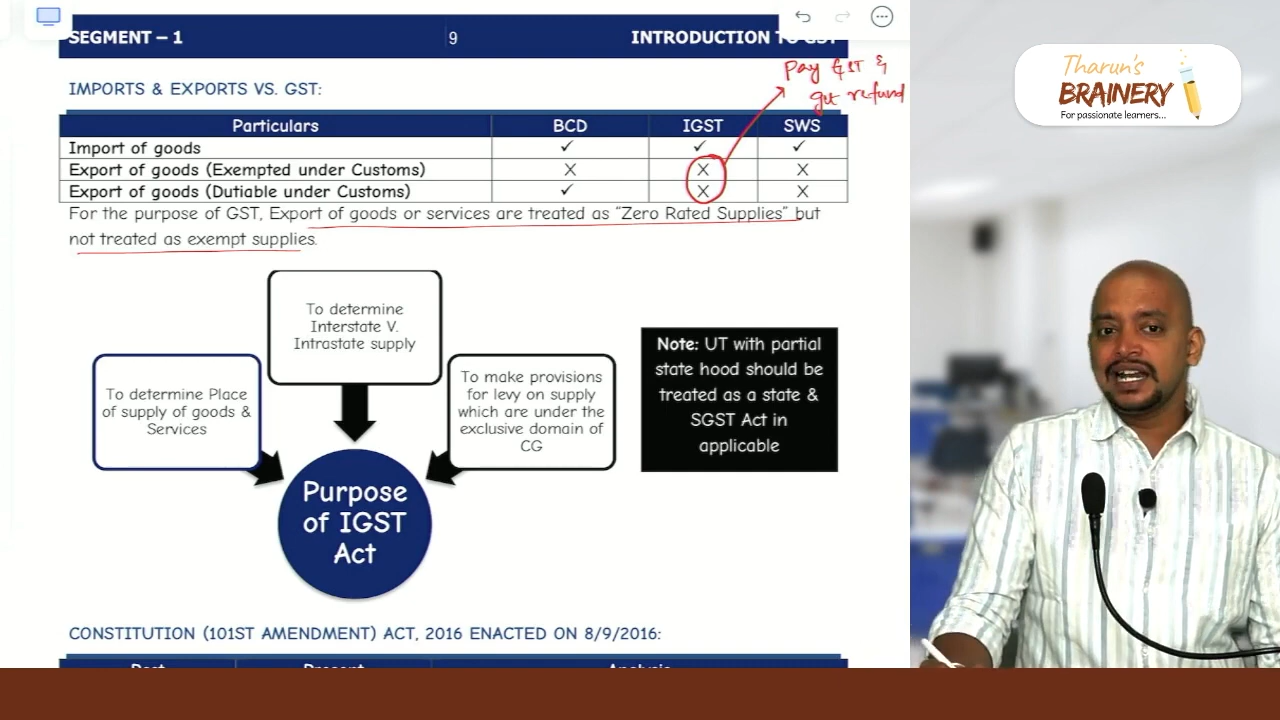 SEGMENT – 1 9 INTRODUCTION TO GST
Pay GST &
get refund
IMPORTS & EXPORTS VS. GST:
Particulars BCD IGST SWS
Import of goods ✓ ✓ ✓
Export of goods (Exempted under Customs) X X X
Export of goods (Dutiable under Customs) ✓ X X
For the purpose of GST, Export of goods or services are treated as “Zero Rated Supplies” but
not treated as exempt supplies.
To determine
Interstate V.
Intrastate supply
To determine Place
of supply of goods &
Services
To make provisions
for levy on supply
which are under the
exclusive domain of
CG
Purpose
of IGST
Act
Note: UT with partial
state hood should be
treated as a state &
SGST Act in
applicable
CONSTITUTION (101ST AMENDMENT) ACT, 2016 ENACTED ON 8/9/2016:
Past Present Analysis
Tharun's
BRAINERY
For passionate learners...